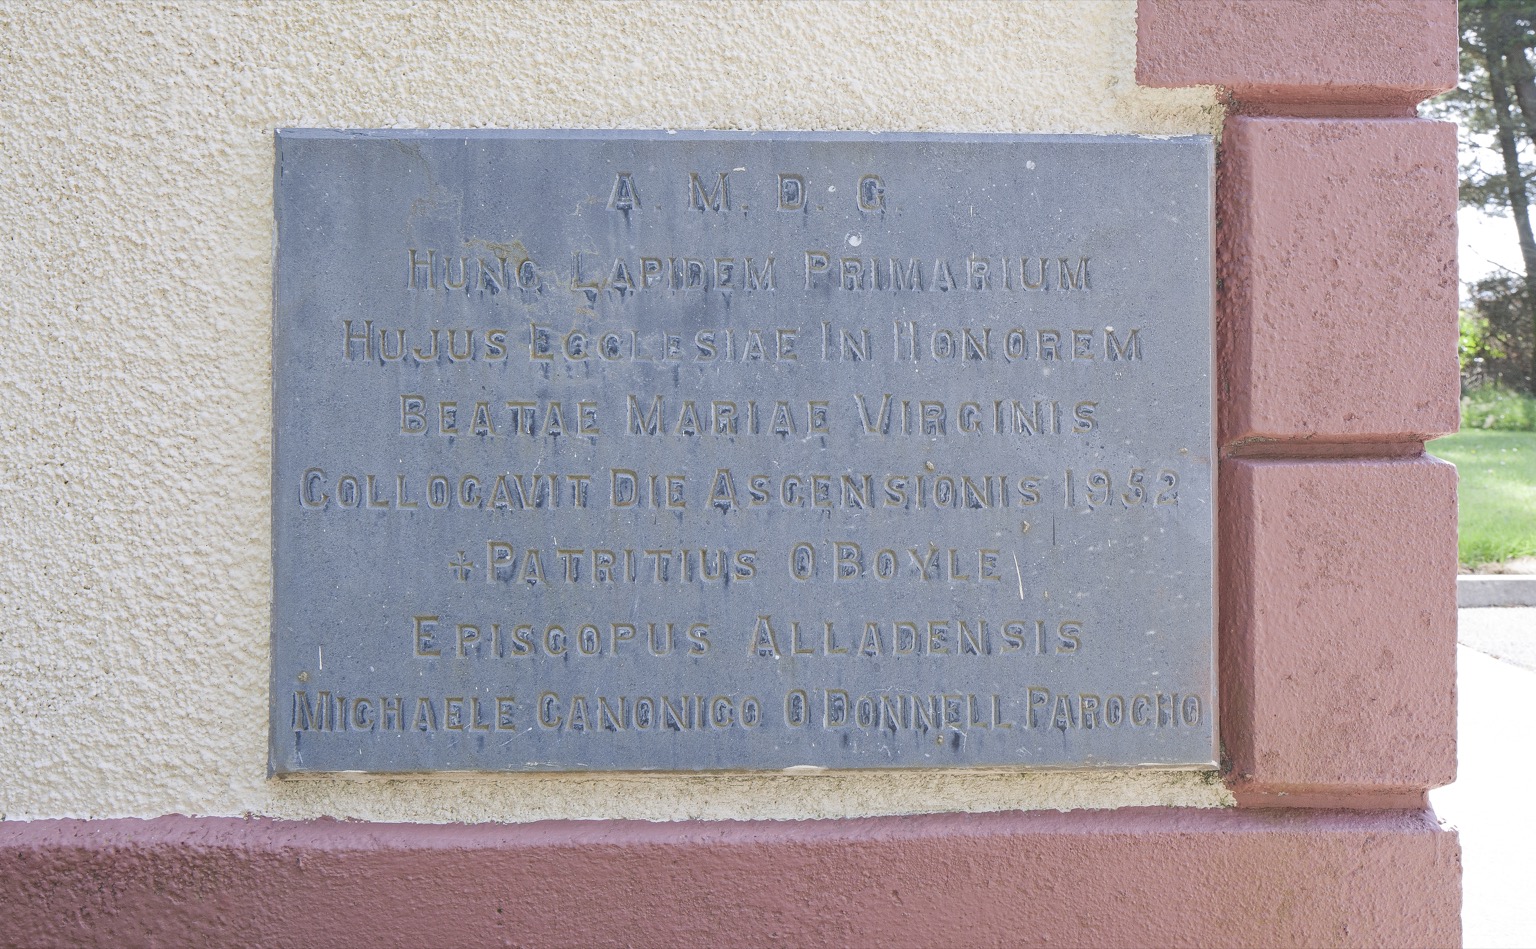 A. M. D. G.
HUNC LAPIDEM PRIMARIUM
HUJUS ECCLESIAE IN HONOREM
BEATAE MARIAE VIRGINIS
COLLOCAVIT DIE ASCENSIONIS 1952
+PATRITIUS O'BOYLE
EPISCOPUS ALLADENSIS
MICHAELE CANONICO O'DONNELL PAROCHO